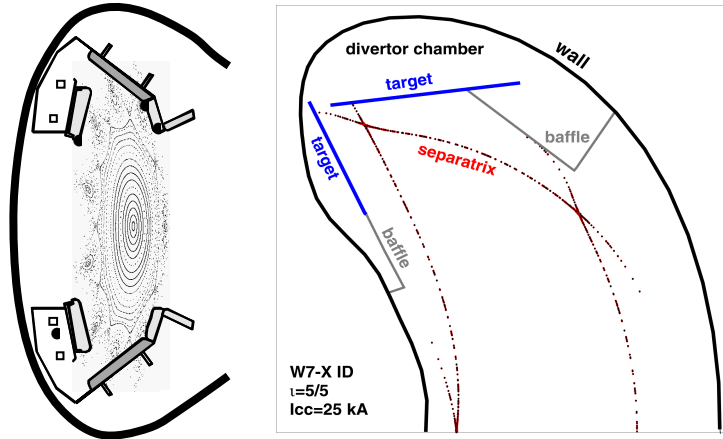 divertor chamber
wall
target
baffle
separatrix
target
baffle
W7-X ID
ι=5/5
Icc=25 kA